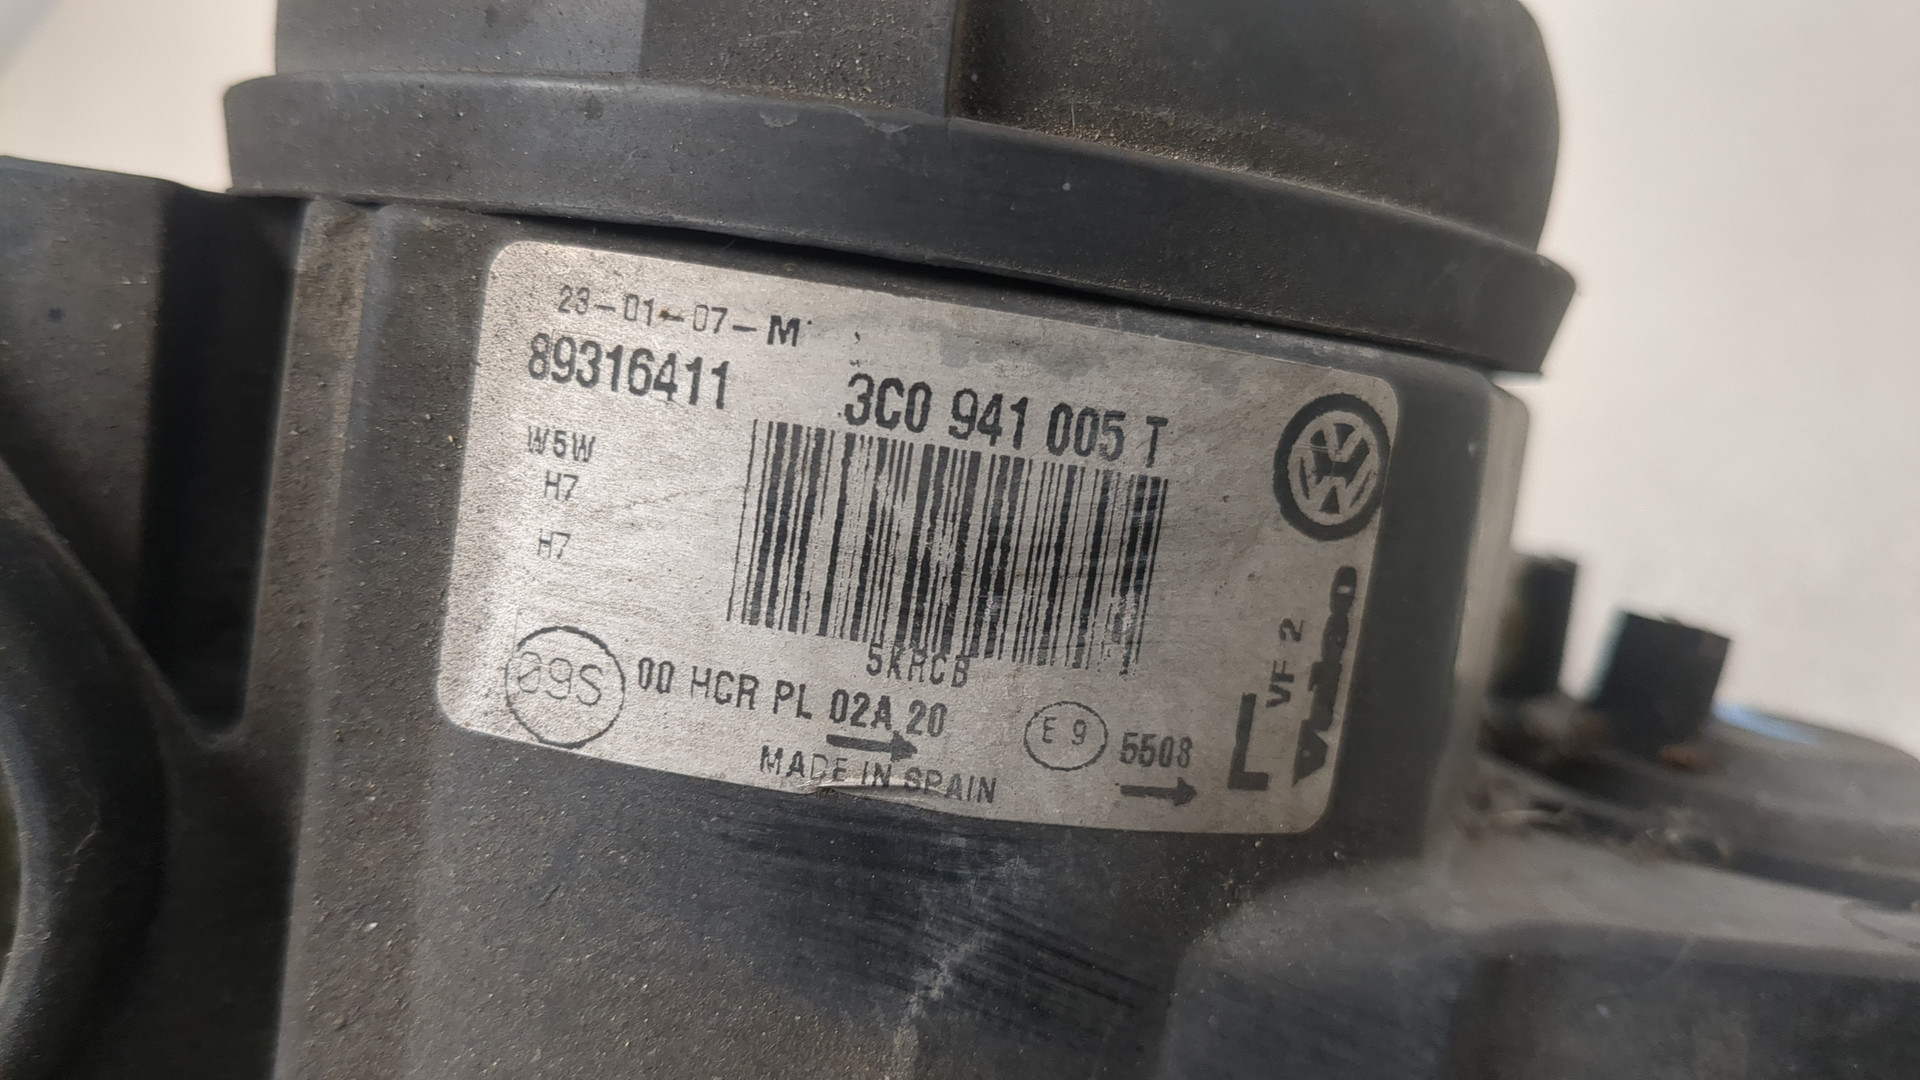 23-01-07-M
89316411 3C0 941 005 T
W5W
H7
H7
5KRCB
09S 00 HCR PL 02A 20 E 9 5508
MADE IN SPAIN
L VF 2
Valeo